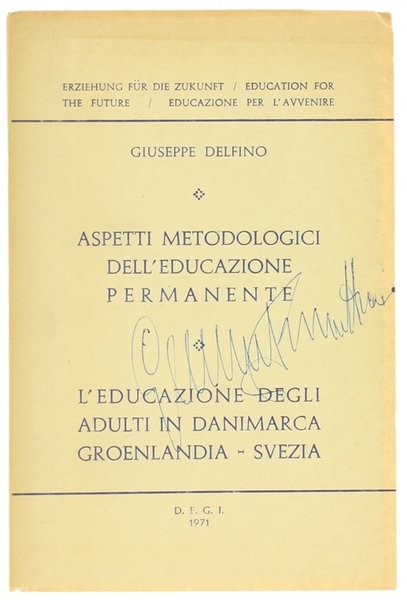 ERZIEHUNG FÜR DIE ZUKUNFT / EDUCATION FOR
THE FUTURE / EDUCAZIONE PER L'AVVENIRE
GIUSEPPE DELFINO
ASPETTI METODOLOGICI
DELL'EDUCAZIONE
PERMANENTE
L'EDUCAZIONE DEGLI
ADULTI IN DANIMARCA
GROENLANDIA - SVEZIA
D. E. G. I.
1971